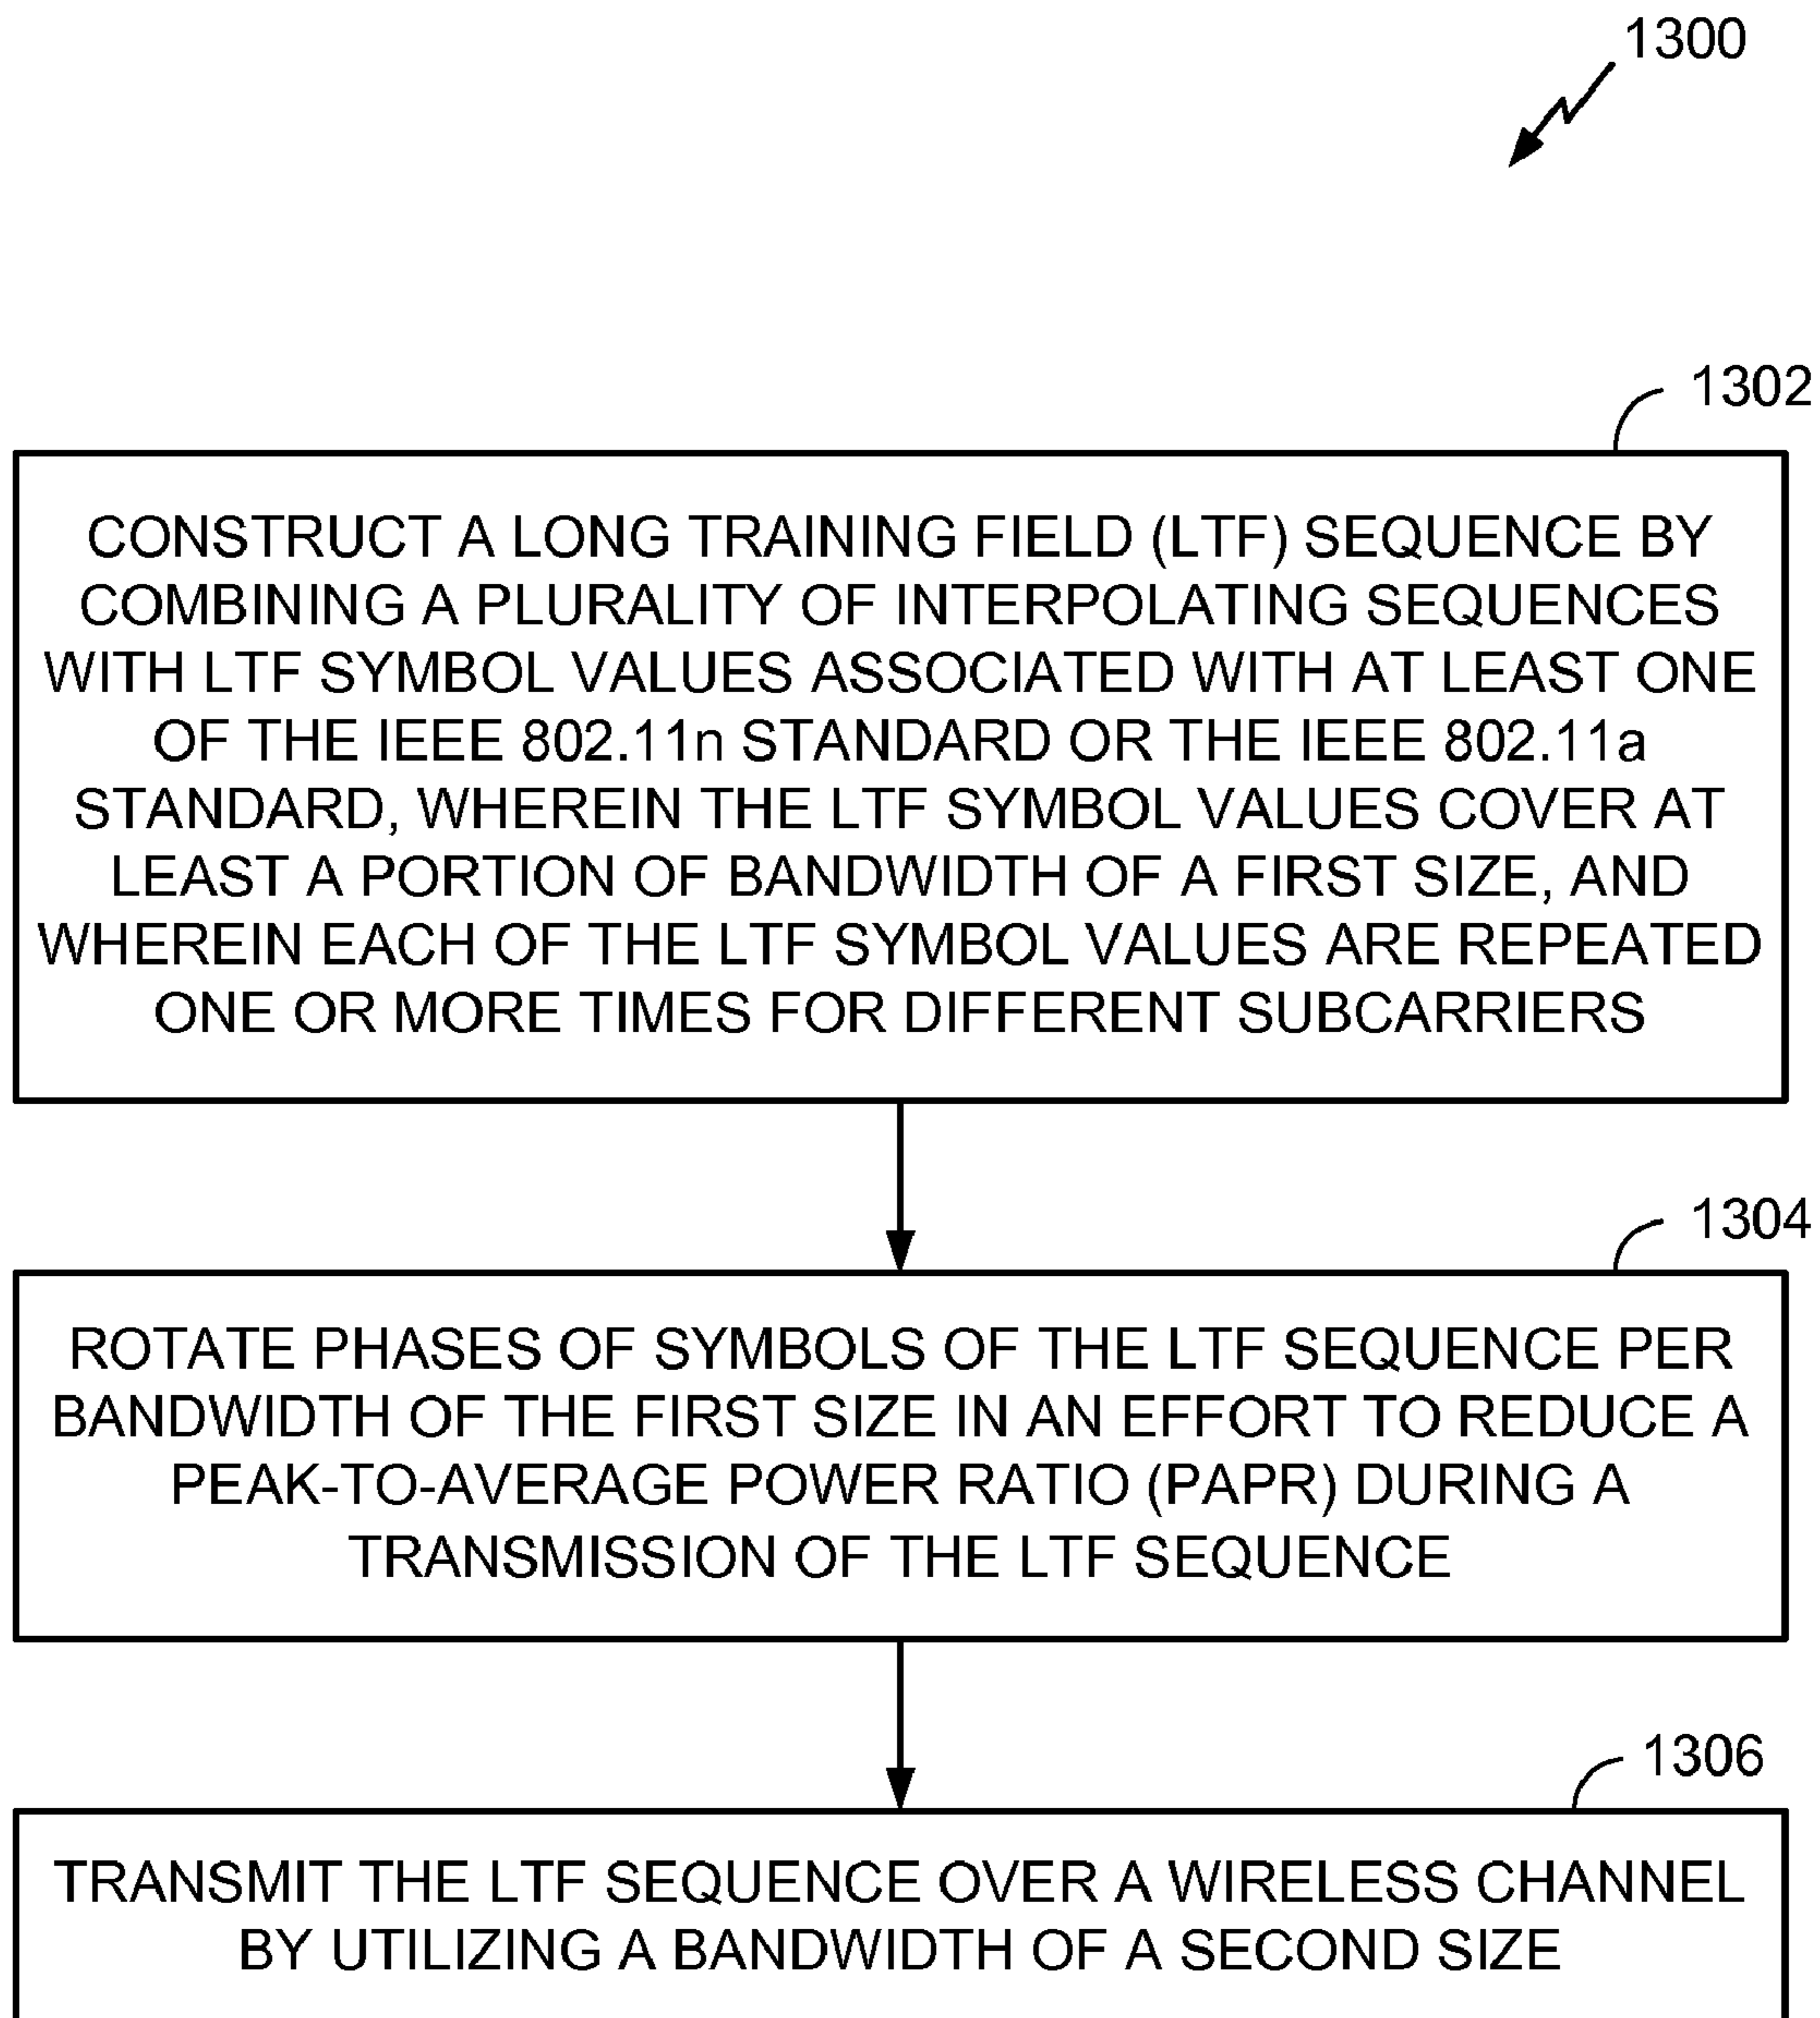 1300
1302
CONSTRUCT A LONG TRAINING FIELD (LTF) SEQUENCE BY
COMBINING A PLURALITY OF INTERPOLATING SEQUENCES
WITH LTF SYMBOL VALUES ASSOCIATED WITH AT LEAST ONE
OF THE IEEE 802.11n STANDARD OR THE IEEE 802.11a
STANDARD, WHEREIN THE LTF SYMBOL VALUES COVER AT
LEAST A PORTION OF BANDWIDTH OF A FIRST SIZE, AND
WHEREIN EACH OF THE LTF SYMBOL VALUES ARE REPEATED
ONE OR MORE TIMES FOR DIFFERENT SUBCARRIERS
1304
ROTATE PHASES OF SYMBOLS OF THE LTF SEQUENCE PER
BANDWIDTH OF THE FIRST SIZE IN AN EFFORT TO REDUCE A
PEAK-TO-AVERAGE POWER RATIO (PAPR) DURING A
TRANSMISSION OF THE LTF SEQUENCE
1306
TRANSMIT THE LTF SEQUENCE OVER A WIRELESS CHANNEL
BY UTILIZING A BANDWIDTH OF A SECOND SIZE